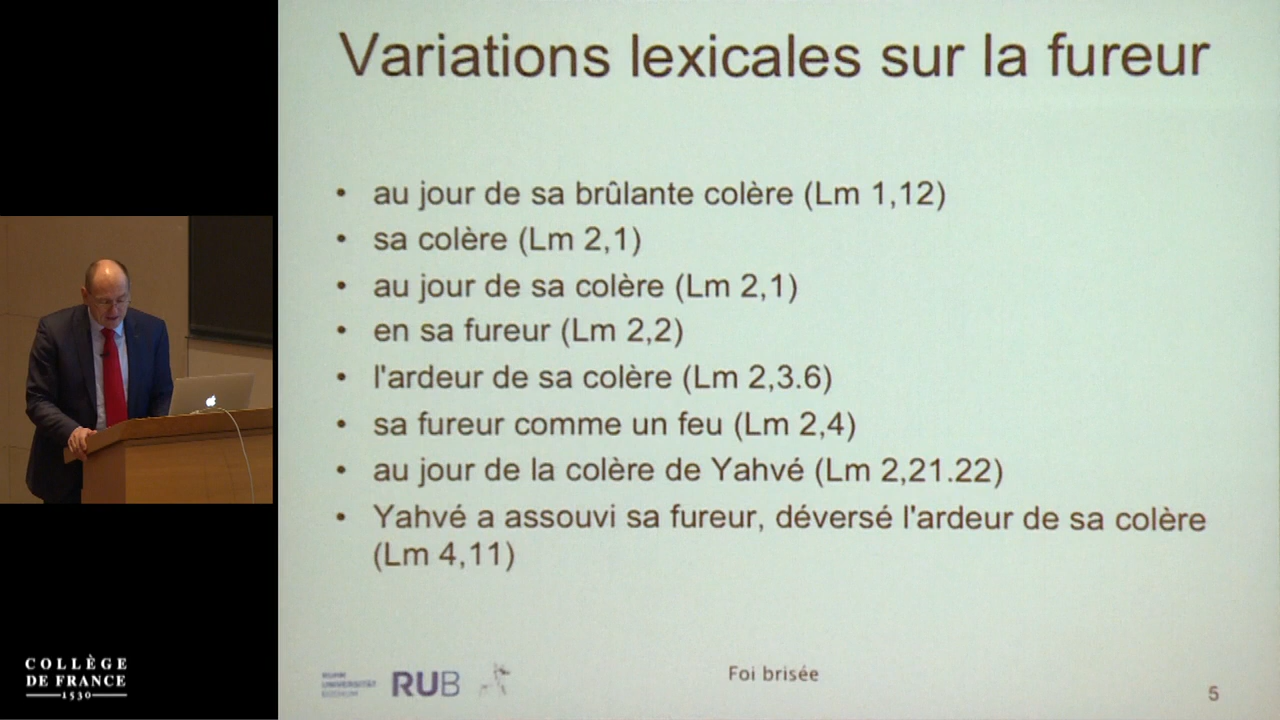 Variations lexicales sur la fureur
• au jour de sa brûlante colère (Lm 1,12)
• sa colère (Lm 2,1)
• au jour de sa colère (Lm 2,1)
• en sa fureur (Lm 2,2)
• l'ardeur de sa colère (Lm 2,3.6)
• sa fureur comme un feu (Lm 2,4)
• au jour de la colère de Yahvé (Lm 2,21.22)
• Yahvé a assouvi sa fureur, déversé l'ardeur de sa colère
(Lm 4,11)
COLLÈGE
DE FRANCE
1530
RUHR
UNIVERSITÄT
BOCHUM
RUB
Foi brisée
5